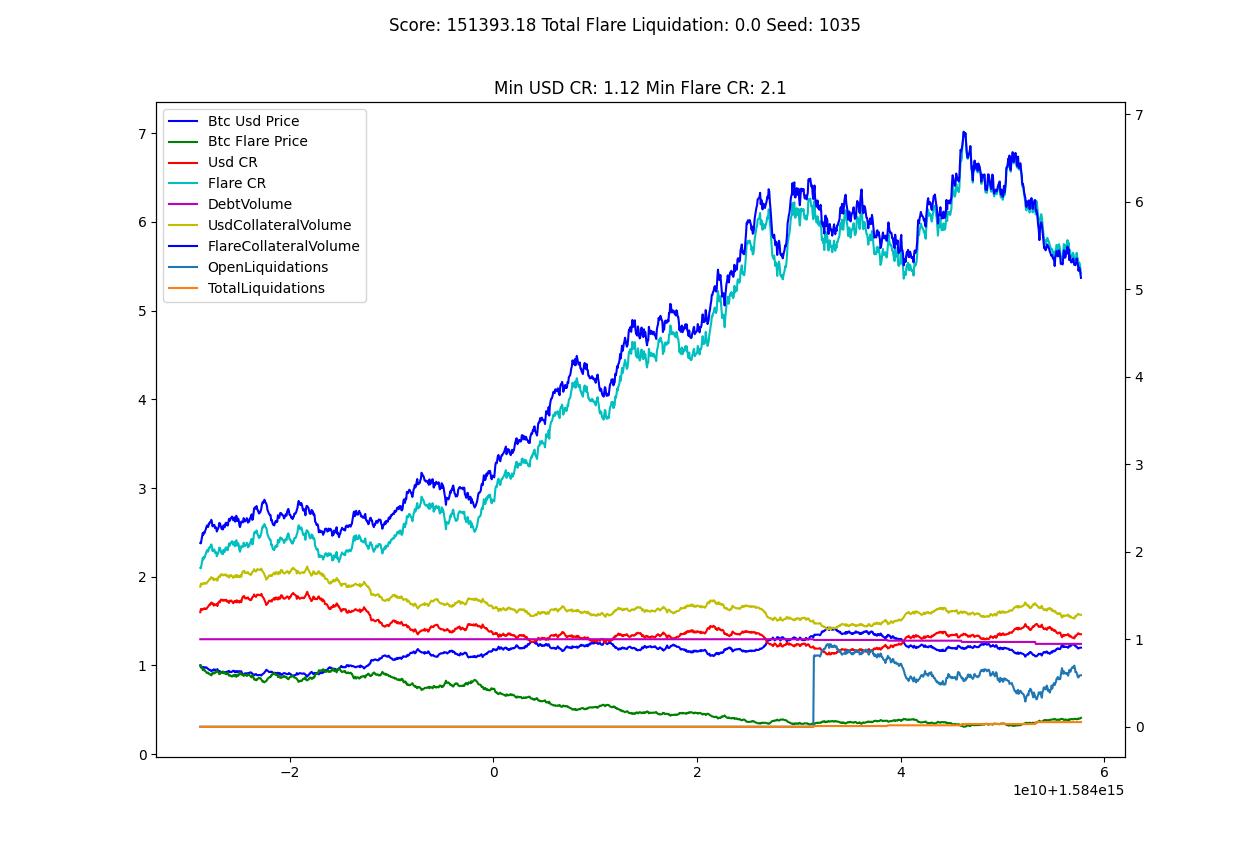 Score: 151393.18 Total Flare Liquidation: 0.0 Seed: 1035
Min USD CR: 1.12 Min Flare CR: 2.1
Btc Usd Price
Btc Flare Price
Usd CR
Flare CR
DebtVolume
UsdCollateralVolume
FlareCollateralVolume
OpenLiquidations
TotalLiquidations
7
6
5
4
3
2
1
0
7
6
5
4
3
2
1
0
−2
0
2
4
6
1e10+1.584e15